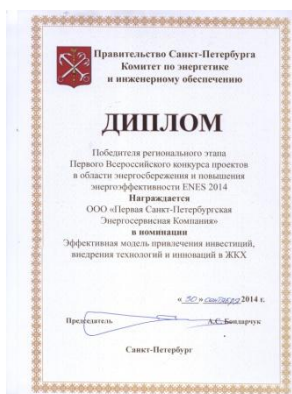 Правительство Санкт-Петербурга
Комитет по энергетике
и инженерному обеспечению
ДИПЛОМ
Победителя регионального этапа
Первого Всероссийского конкурса проектов
в области энергосбережения и повышения
энергоэффективности ENES 2014
Награждается
ООО «Первая Санкт-Петербургская
Энергосервисная Компания»
в номинации
Эффективная модель привлечения инвестиций,
внедрения технологий и инноваций в ЖКХ
« 30 » октября 2014 г.
Председатель А.С. Бондарчук
Санкт-Петербург